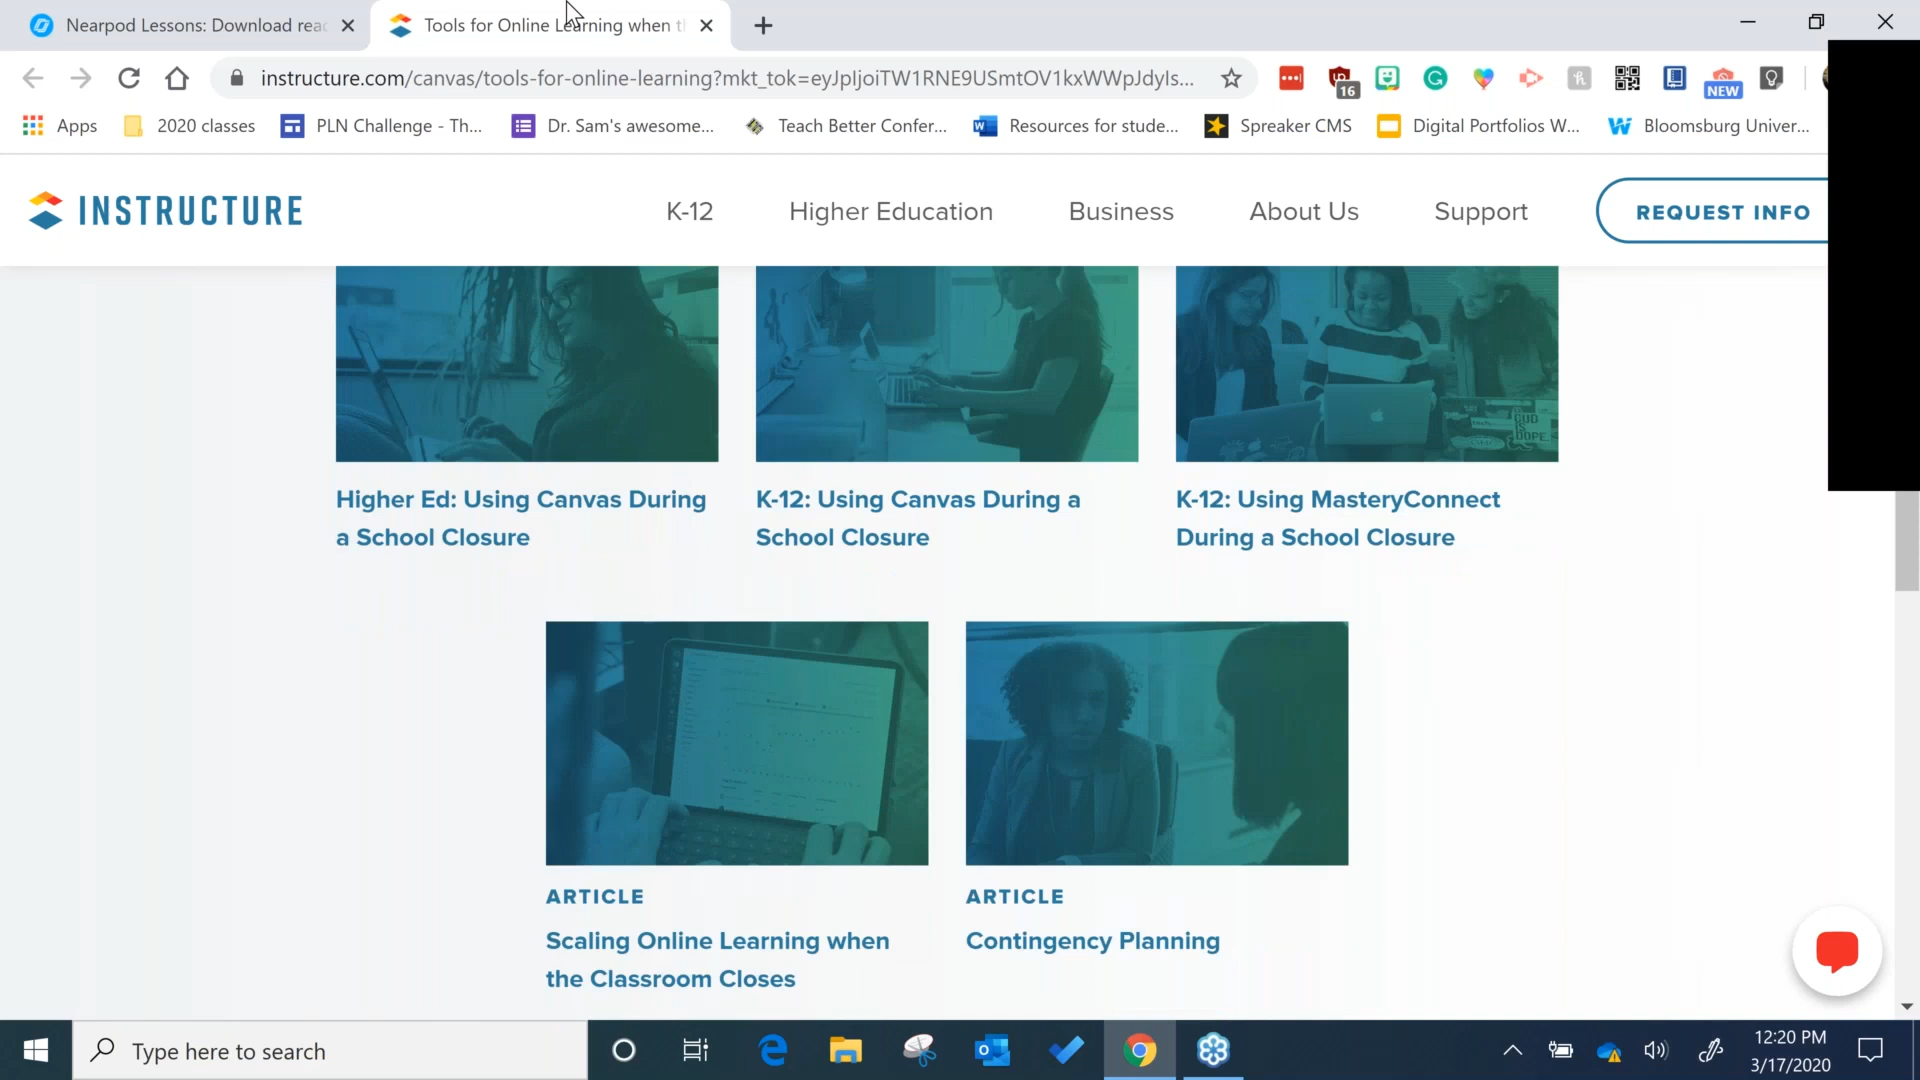 Nearpod Lessons: Download rea
Tools for Online Learning when t
instructure.com/canvas/tools-for-online-learning?mkt_tok=eyJpIjoiTW1RNE9USmtOV1kxWWpJdyIs...
16
NEW
Apps
2020 classes
PLN Challenge - Th...
Dr. Sam's awesome...
Teach Better Confer...
Resources for stude...
Spreaker CMS
Digital Portfolios W...
Bloomsburg Univer...
INSTRUCTURE
K-12
Higher Education
Business
About Us
Support
REQUEST INFO
GOD
IS
DOPE.
Higher Ed: Using Canvas During
a School Closure
K-12: Using Canvas During a
School Closure
K-12: Using MasteryConnect
During a School Closure
ARTICLE
Scaling Online Learning when
the Classroom Closes
ARTICLE
Contingency Planning
Type here to search
12:20 PM
3/17/2020